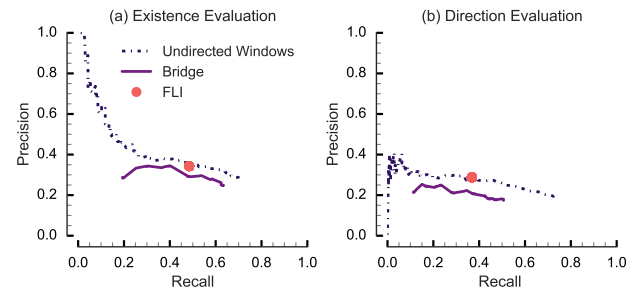 (a) Existence Evaluation
1.0
0.8
0.6
0.4
0.2
0.0
Precision
Undirected Windows
Bridge
FLI
0.0 0.2 0.4 0.6 0.8 1.0
Recall
(b) Direction Evaluation
1.0
0.8
0.6
0.4
0.2
0.0
Precision
0.0 0.2 0.4 0.6 0.8 1.0
Recall